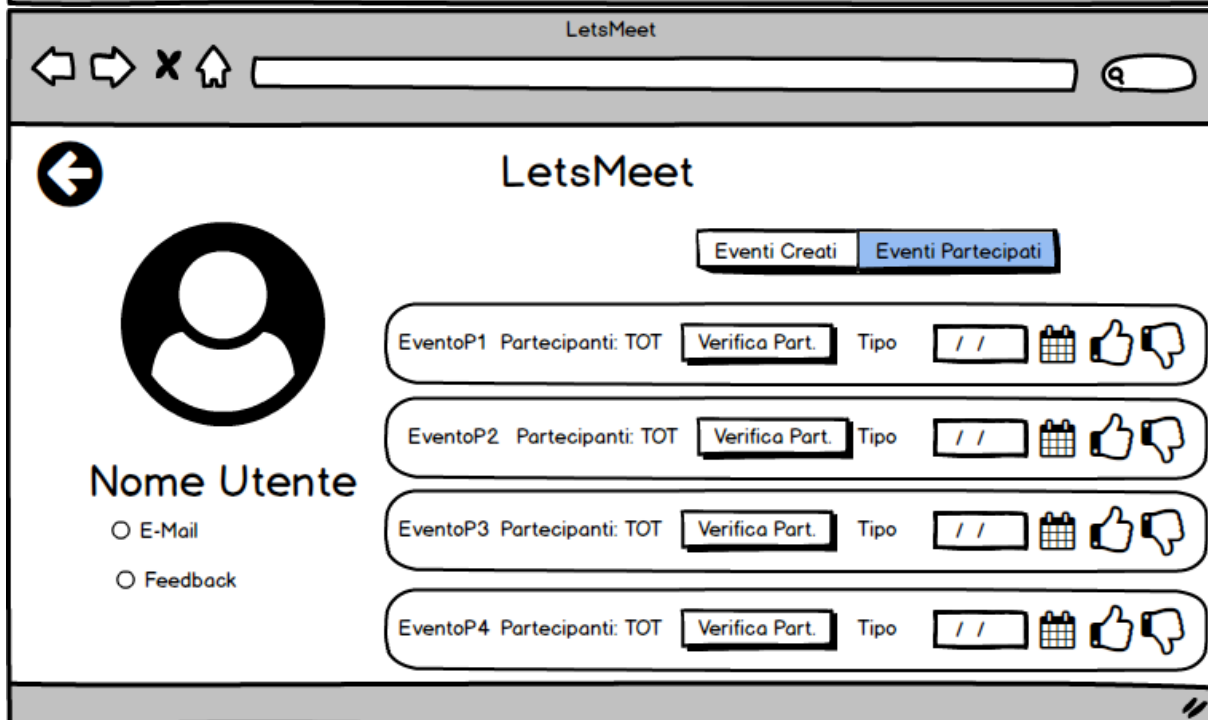 LetsMeet
LetsMeet
Eventi Creati Eventi Partecipati
EventoP1 Partecipanti: TOT Verifica Part. Tipo / /
EventoP2 Partecipanti: TOT Verifica Part. Tipo / /
Nome Utente
EventoP3 Partecipanti: TOT Verifica Part. Tipo / /
E-Mail
Feedback
EventoP4 Partecipanti: TOT Verifica Part. Tipo / /